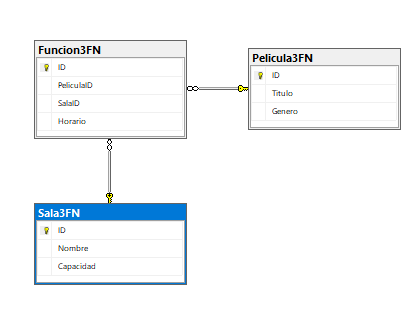 Funcion3FN
ID
PeliculaID
SalaID
Horario
Pelicula3FN
ID
Titulo
Genero
Sala3FN
ID
Nombre
Capacidad